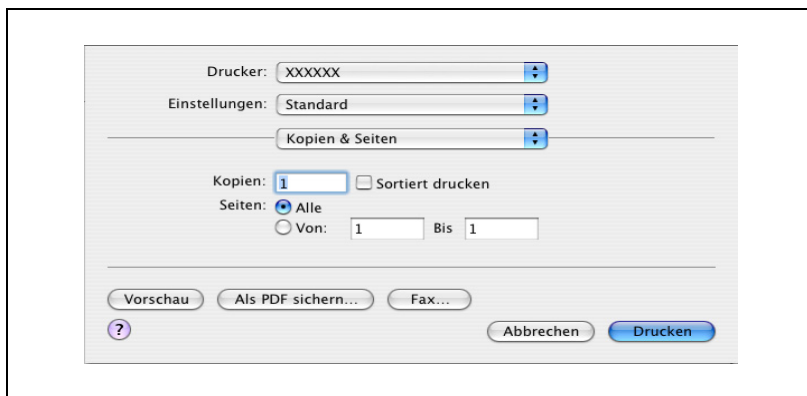 Drucker: XXXXXX
Einstellungen: Standard
Kopien & Seiten
Kopien: 1 Sortiert drucken
Seiten: Alle
Von: 1 Bis 1
Vorschau Als PDF sichern... Fax...
? Abbrechen Drucken